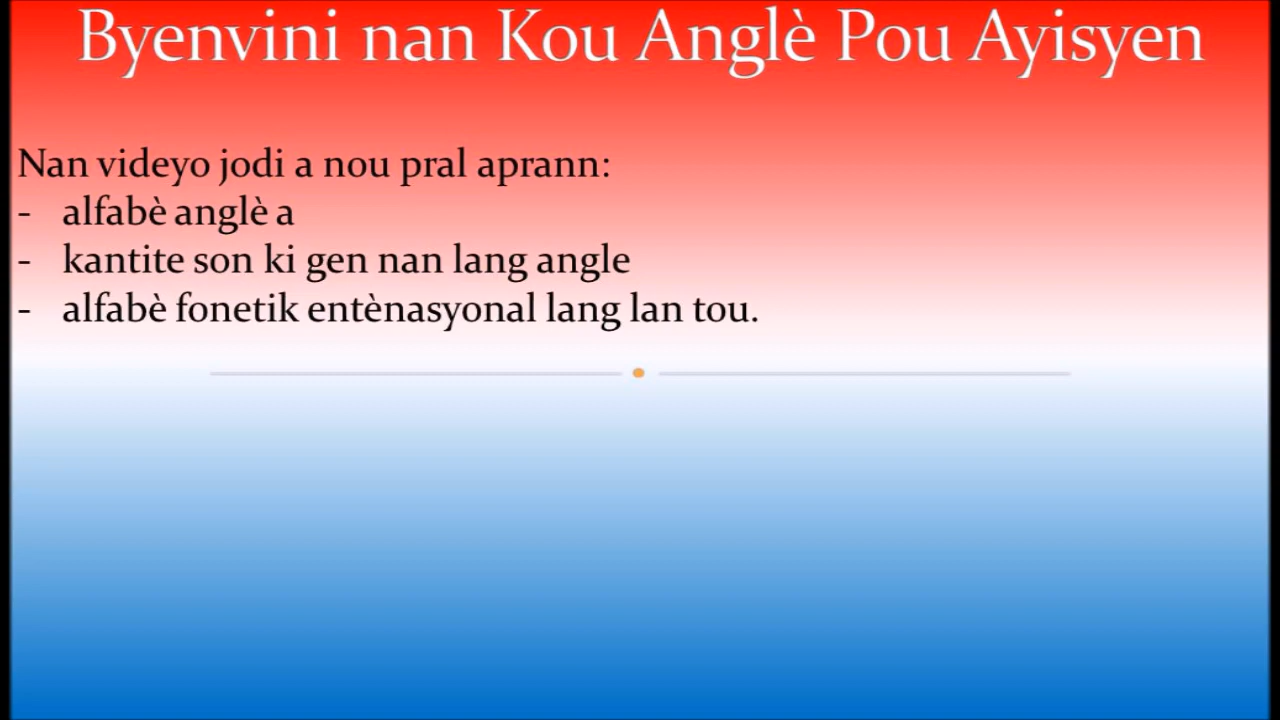 Byenvini nan Kou Anglè Pou Ayisyen
Nan videyo jodi a nou pral aprann:
- alfabè anglè a
- kantite son ki gen nan lang angle
- alfabè fonetik entènasyonal lang lan tou.